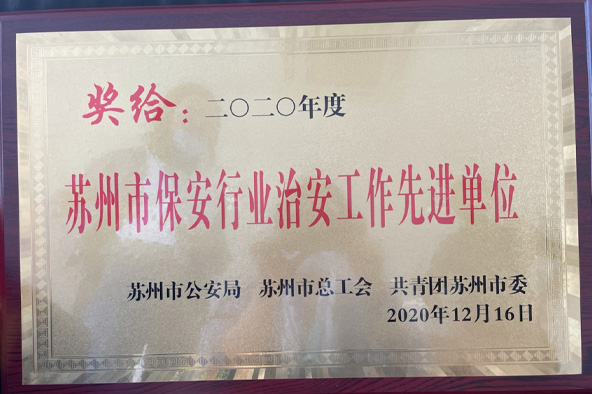 奖给：二〇二〇年度
苏州市保安行业治安工作先进单位
苏州市公安局 苏州市总工会 共青团苏州市委
2020年12月16日